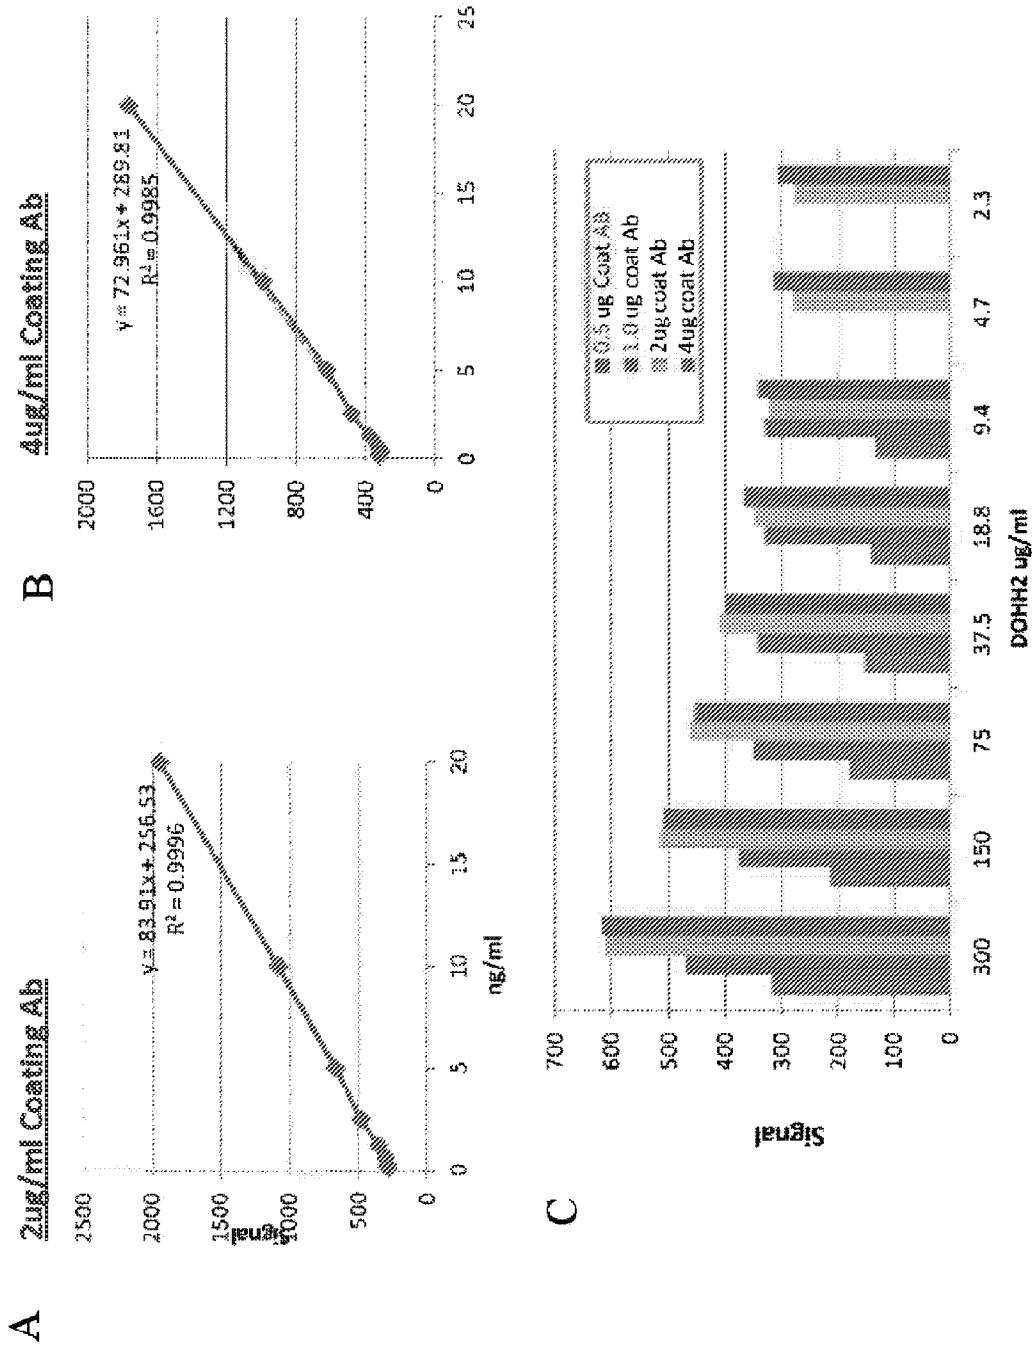 A
2ug/ml Coating Ab
2500
2000
1500
1000
500
0
y = 83.91x + 256.53
R² = 0.9996
0
5
10
15
20
ng/ml
B
4ug/ml Coating Ab
2000
1600
1200
800
400
0
y = 72.961x + 289.81
R² = 0.9985
0
5
10
15
20
25
C
Signal
700
600
500
400
300
200
100
0
0.5 ug Coat AB
1.0 ug coat Ab
2ug coat Ab
4ug coat Ab
300
150
75
37.5
18.8
9.4
4.7
2.3
DOHH2 ug/ml